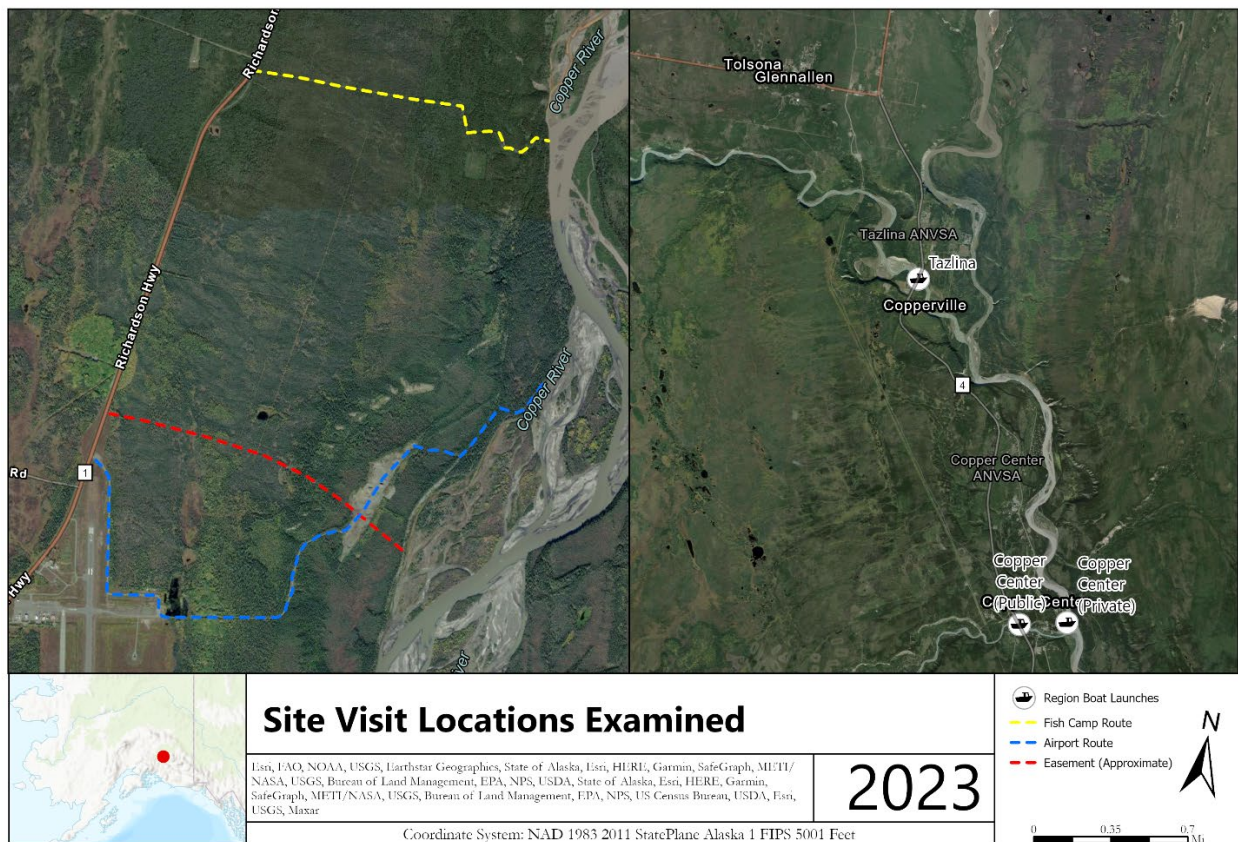 Richardson
Copper River
Richardson Hwy
Copper River
Rd
1
Hwy
Tolsona
Glennallen
Tazlina ANVSA
Tazlina
Copperville
4
Copper Center
ANVSA
Copper
Center
(Public)
Copper
Center
(Private)
Site Visit Locations Examined
Esri, FAO, NOAA, USGS, Earthstar Geographics, State of Alaska, Esri, HERE, Garmin, SafeGraph, METI/
NASA, USGS, Bureau of Land Management, EPA, NPS, USDA, State of Alaska, Esri, HERE, Garmin,
SafeGraph, METI/NASA, USGS, Bureau of Land Management, EPA, NPS, US Census Bureau, USDA, Esri,
USGS, Maxar
2023
Coordinate System: NAD 1983 2011 StatePlane Alaska 1 FIPS 5001 Feet
Region Boat Launches
Fish Camp Route
Airport Route
Easement (Approximate)
N
0 0.35 0.7
Mi